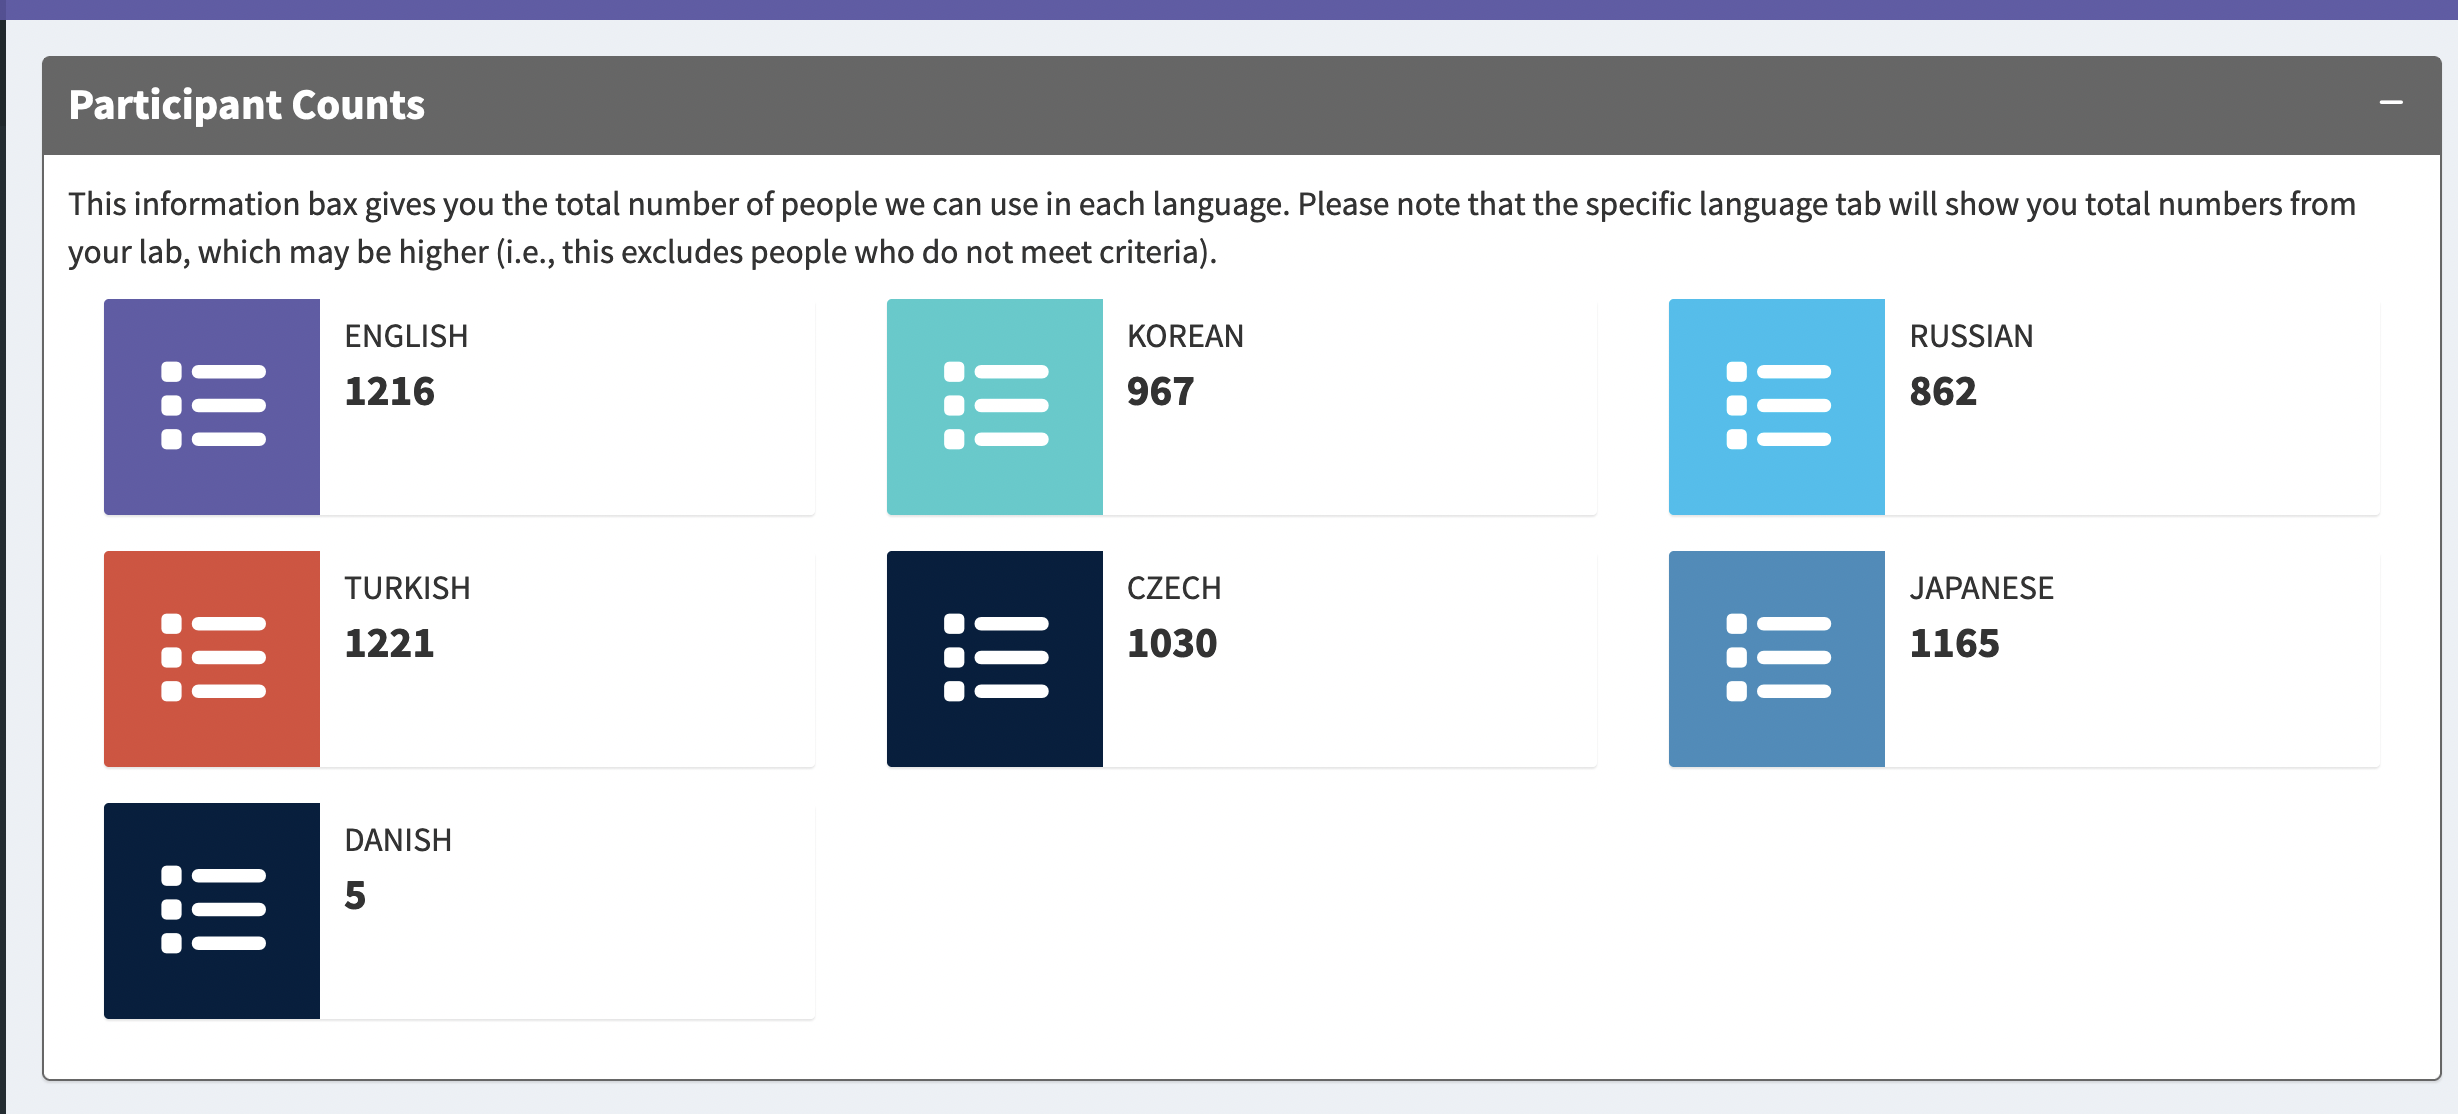 Participant Counts
This information bax gives you the total number of people we can use in each language. Please note that the specific language tab will show you total numbers from
your lab, which may be higher (i.e., this excludes people who do not meet criteria).
ENGLISH
1216
KOREAN
967
RUSSIAN
862
TURKISH
1221
CZECH
1030
JAPANESE
1165
DANISH
5